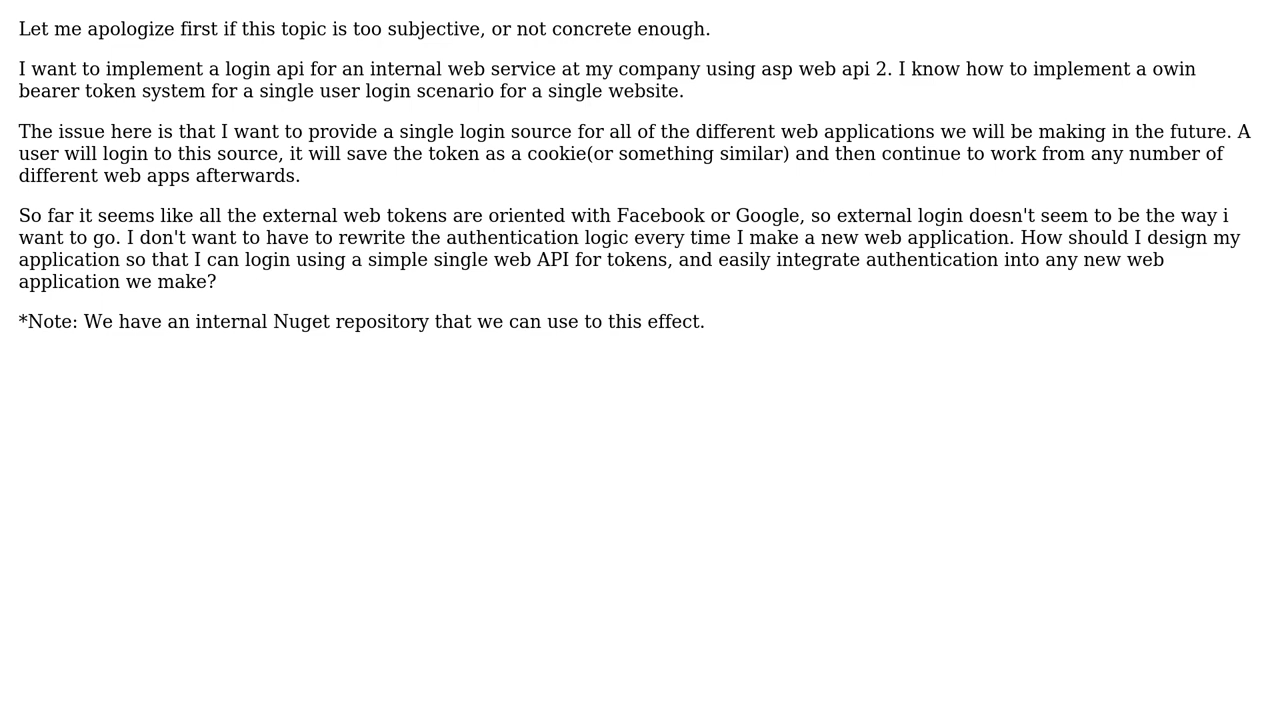 Let me apologize first if this topic is too subjective, or not concrete enough.
I want to implement a login api for an internal web service at my company using asp web api 2. I know how to implement a owin
bearer token system for a single user login scenario for a single website.
The issue here is that I want to provide a single login source for all of the different web applications we will be making in the future. A
user will login to this source, it will save the token as a cookie(or something similar) and then continue to work from any number of
different web apps afterwards.
So far it seems like all the external web tokens are oriented with Facebook or Google, so external login doesn't seem to be the way i
want to go. I don't want to have to rewrite the authentication logic every time I make a new web application. How should I design my
application so that I can login using a simple single web API for tokens, and easily integrate authentication into any new web
application we make?
*Note: We have an internal Nuget repository that we can use to this effect.